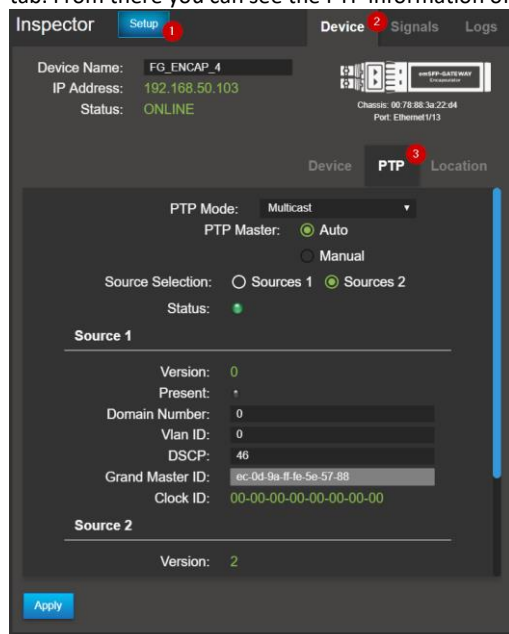 tab. From there you can see the PTP information of
Inspector Setup 1 Device 2 Signals Logs
Device Name: FG_ENCAP_4
IP Address: 192.168.50.103
Status: ONLINE
emSFP-GATEWAY
Encapsulator
Chassis: 00:78:88:3a:22:d4
Port: Ethernet1/13
Device PTP 3 Location
PTP Mode: Multicast
PTP Master: Auto
Manual
Source Selection: Sources 1 Sources 2
Status:
Source 1
Version: 0
Present:
Domain Number: 0
Vlan ID: 0
DSCP: 46
Grand Master ID: ec-0d-9a-ff-fe-5e-57-88
Clock ID: 00-00-00-00-00-00-00-00
Source 2
Version: 2
Apply